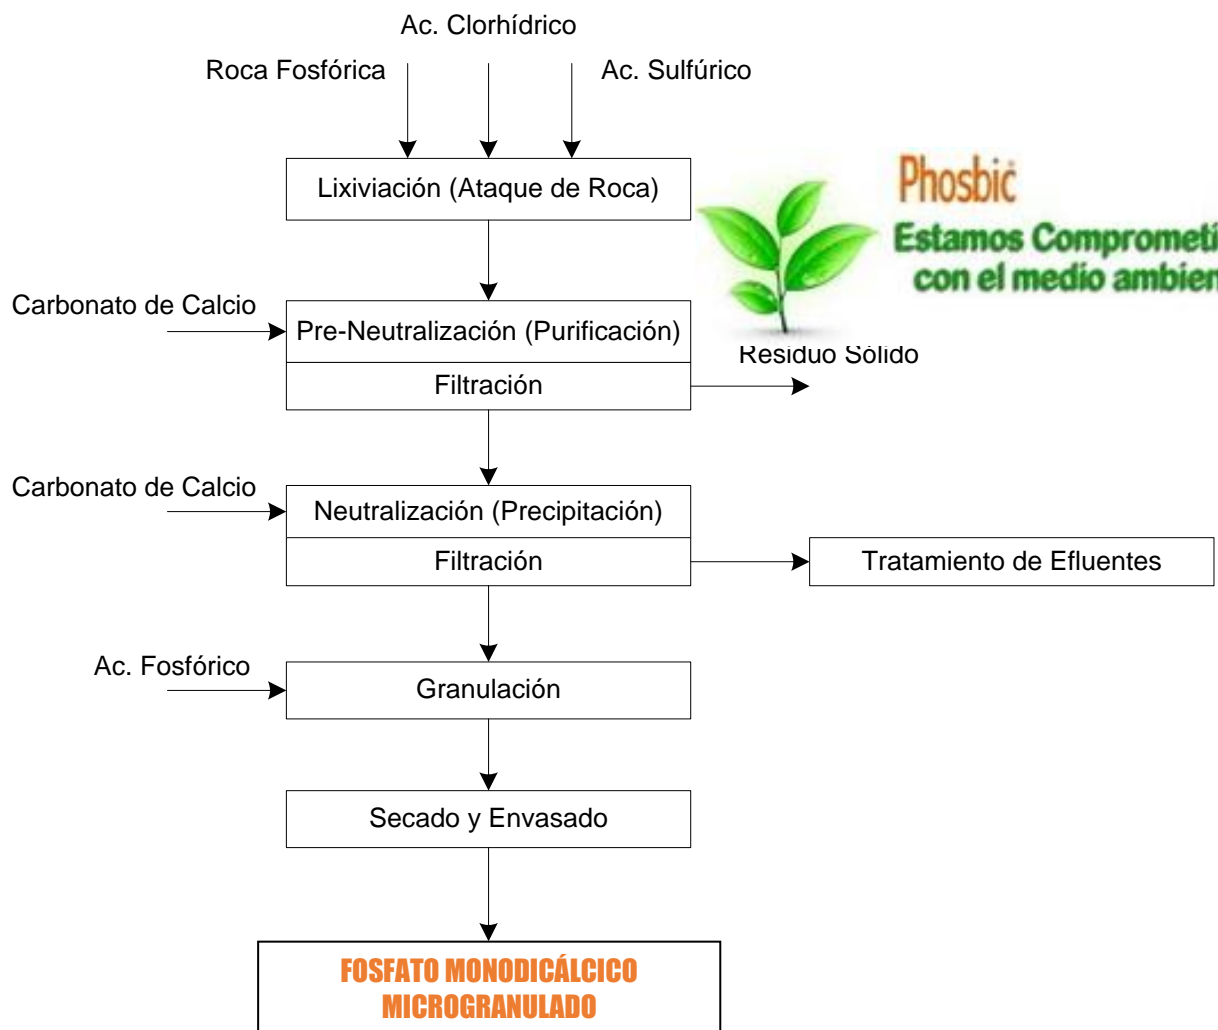 Ac. Clorhídrico
Roca Fosfórica
Ac. Sulfúrico
Lixiviación (Ataque de Roca)
Phosbic
Estamos Comprometi
con el medio ambien
Carbonato de Calcio
Pre-Neutralización (Purificación)
Residuo Sólido
Filtración
Carbonato de Calcio
Neutralización (Precipitación)
Filtración
Tratamiento de Efluentes
Ac. Fosfórico
Granulación
Secado y Envasado
FOSFATO MONODICÁLCICO
MICROGRANULADO